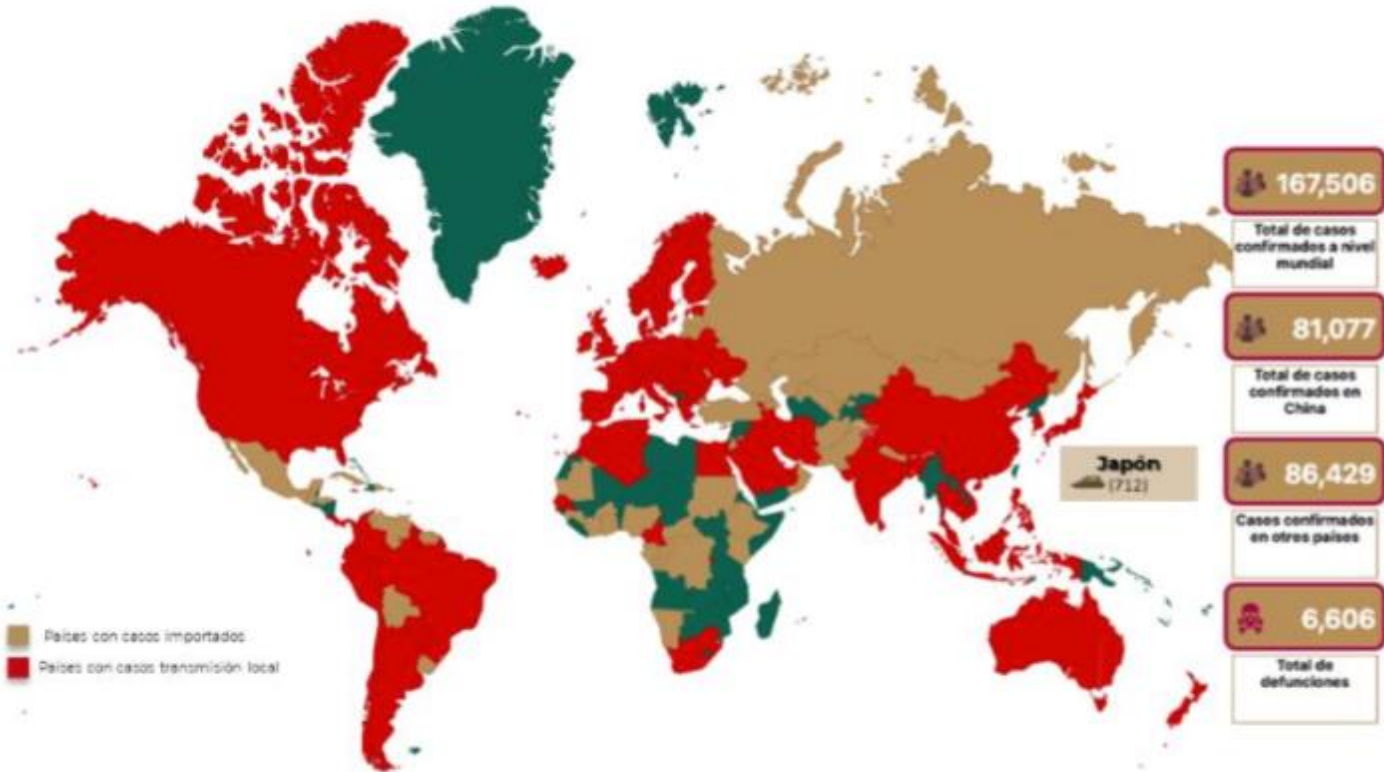 167,506
Total de casos
confirmados a nivel
mundial
81,077
Total de casos
confirmados en
China
Japón
(712)
86,429
Casos confirmados
en otros países
6,606
Total de
defunciones
Países con casos importados
Países con casos transmisión local